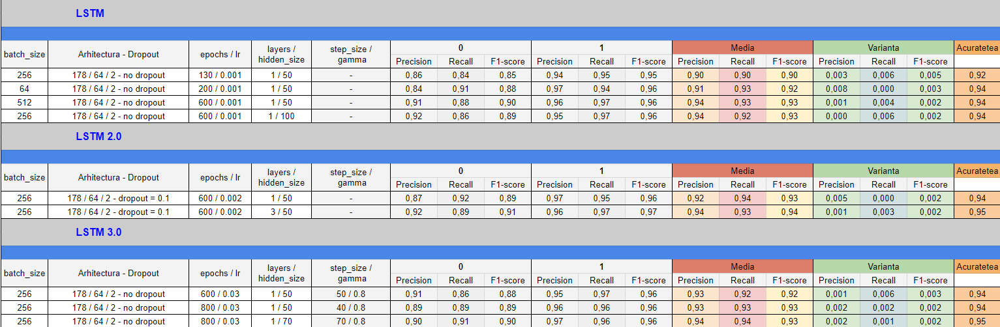 LSTM
batch_size Arhitectura - Dropout epochs / lr layers / hidden_size step_size / gamma 0 1 Media Varianta Acuratetea
Precision Recall F1-score Precision Recall F1-score Precision Recall F1-score Precision Recall F1-score
256 178 / 64 / 2 - no dropout 130 / 0.001 1 / 50 - 0,86 0,84 0,85 0,94 0,95 0,95 0,90 0,90 0,90 0,003 0,006 0,005 0,92
64 178 / 64 / 2 - no dropout 200 / 0.001 1 / 50 - 0,84 0,91 0,88 0,97 0,94 0,96 0,91 0,93 0,92 0,008 0,000 0,003 0,94
512 178 / 64 / 2 - no dropout 600 / 0.001 1 / 50 - 0,91 0,88 0,90 0,96 0,97 0,96 0,94 0,93 0,93 0,001 0,004 0,002 0,94
256 178 / 64 / 2 - no dropout 600 / 0.001 1 / 100 - 0,92 0,86 0,89 0,95 0,97 0,96 0,94 0,92 0,93 0,000 0,006 0,002 0,94
LSTM 2.0
batch_size Arhitectura - Dropout epochs / lr layers / hidden_size step_size / gamma 0 1 Media Varianta Acuratetea
Precision Recall F1-score Precision Recall F1-score Precision Recall F1-score Precision Recall F1-score
256 178 / 64 / 2 - dropout = 0.1 600 / 0.002 1 / 50 - 0,87 0,92 0,89 0,97 0,95 0,96 0,92 0,94 0,93 0,005 0,000 0,002 0,94
256 178 / 64 / 2 - dropout = 0.1 600 / 0.002 3 / 50 - 0,92 0,89 0,91 0,96 0,97 0,97 0,94 0,93 0,94 0,001 0,003 0,002 0,95
LSTM 3.0
batch_size Arhitectura - Dropout epochs / lr layers / hidden_size step_size / gamma 0 1 Media Varianta Acuratetea
Precision Recall F1-score Precision Recall F1-score Precision Recall F1-score Precision Recall F1-score
256 178 / 64 / 2 - no dropout 600 / 0.03 1 / 50 50 / 0.8 0,91 0,86 0,88 0,95 0,97 0,96 0,93 0,92 0,92 0,001 0,006 0,003 0,94
256 178 / 64 / 2 - no dropout 800 / 0.03 1 / 50 40 / 0.8 0,89 0,89 0,89 0,96 0,96 0,96 0,93 0,93 0,93 0,002 0,002 0,002 0,94
256 178 / 64 / 2 - no dropout 800 / 0.03 1 / 70 70 / 0.8 0,90 0,91 0,90 0,97 0,96 0,96 0,94 0,94 0,93 0,002 0,001 0,002 0,95